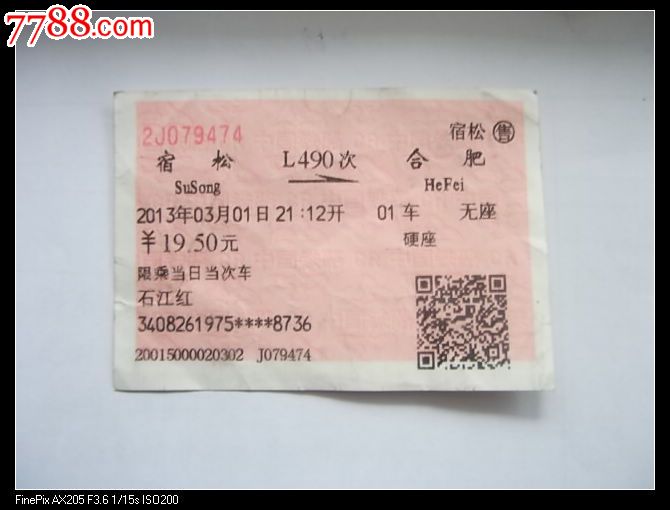 7788.com
2J079474 宿松 售
宿松 L490次 合肥
SuSong HeFei
2013年03月01日 21:12开 01车 无座
￥19.50元 硬座
限乘当日当次车
石江红
3408261975****8736
20015000020302 J079474
FinePix AX205 F3.6 1/15s ISO200